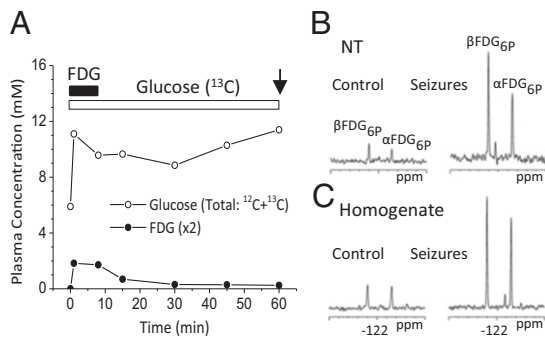 A
Plasma Concentration (mM)
16
12
8
4
0
FDG
Glucose (¹³C)
Glucose (Total: ¹²C+¹³C)
FDG (x2)
0 10 20 30 40 50 60
Time (min)
B
NT
Control Seizures
βFDG6P
αFDG6P
βFDG6P
αFDG6P
ppm
ppm
C
Homogenate
Control Seizures
-122 ppm
-122 ppm